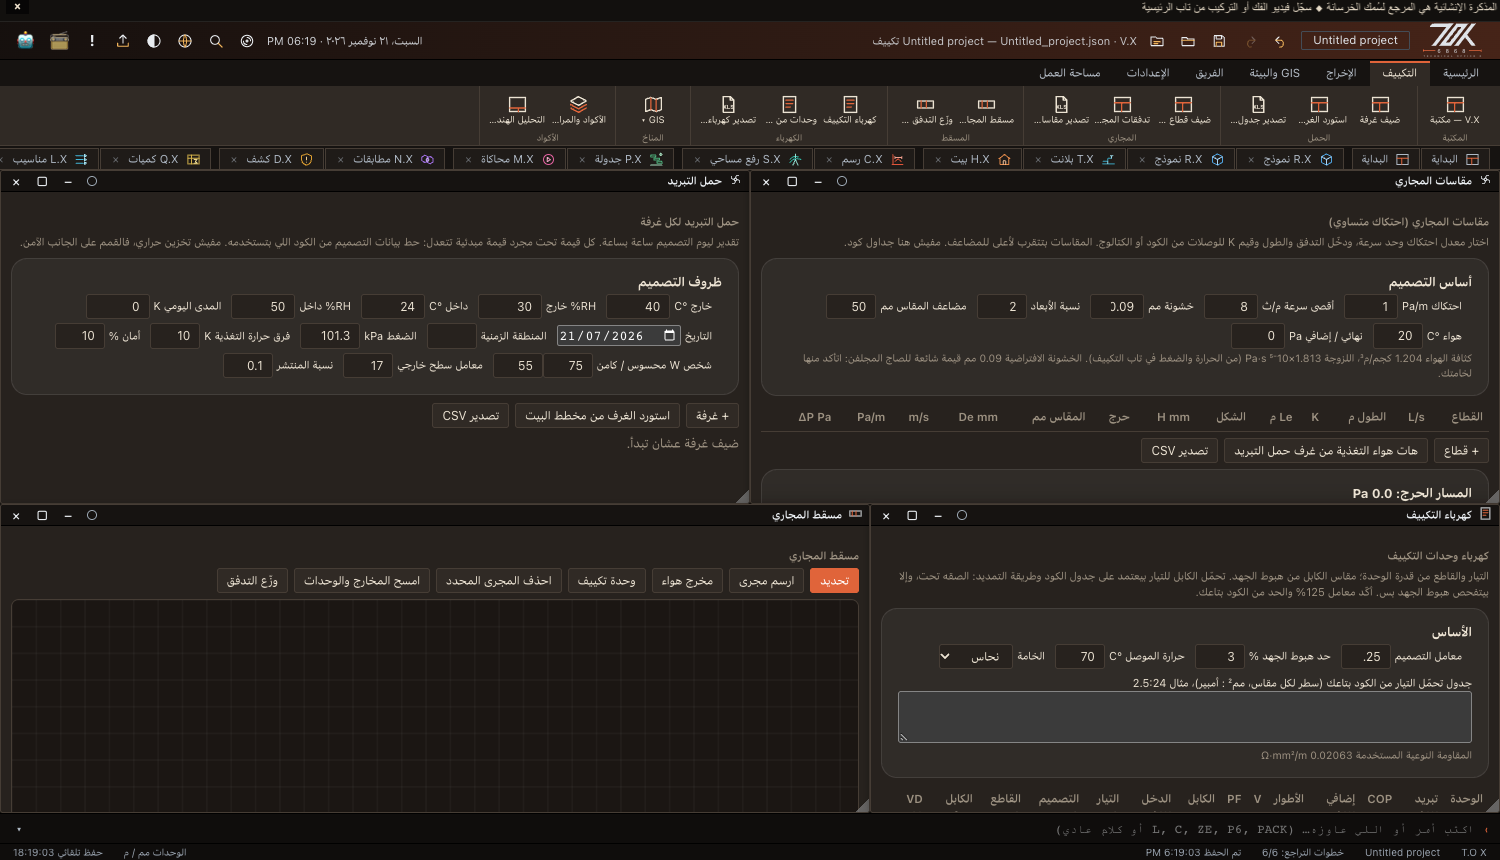 المذكرة الإنشائية هي المرجع لسُمك الخرسانة ◆ سجّل فيديو الفك أو التركيب من تاب الرئيسية
×
TOX
6666
Untitled project
تكييف Untitled project — Untitled_project.json · V.X
السبت، ٢١ نوفمبر ٢٠٢٦ · 06:19 PM
الرئيسية
التكييف
الإخراج
GIS والبيئة
الفريق
الإعدادات
مساحة العمل
V.X — مكتبة
ضيف غرفة
استورد الغر...
تصدير جدول...
ضيف قطاع ...
تدفقات المج...
تصدير مقاسا...
مسقط المجا...
وزّع التدفق ...
كهرباء التكييف
وحدات من ...
تصدير كهرباء...
GIS
الأكواد والمرا...
التحليل الهند...
المكتبة
الحمل
المجاري
المسقط
الكهرباء
المناخ
الأكواد
البداية
البداية
R.X نموذج ×
R.X نموذج ×
T.X بلانت ×
H.X بيت ×
C.X رسم ×
S.X رفع مساحي ×
P.X جدولة ×
M.X محاكاة ×
N.X مطابقات ×
D.X كشف ×
Q.X كميات ×
L.X مناسيب ×
مقاسات المجاري
مقاسات المجاري (احتكاك متساوي)
اختار معدل احتكاك وحد سرعة، ودخّل التدفق والطول وقيم K للوصلات من الكود أو الكتالوج. المقاسات بتتقرب لأعلى للمضاعف. مفيش هنا جداول كود.
أساس التصميم
احتكاك Pa/m 1
أقصى سرعة م/ث 8
خشونة مم 0.09
نسبة الأبعاد 2
مضاعف المقاس مم 50
هواء °C 20
نهائي / إضافي Pa 0
كثافة الهواء 1.204 كجم/م³، اللزوجة 1.813×10⁻⁵ Pa·s (من الحرارة والضغط في تاب التكييف). الخشونة الافتراضية 0.09 مم قيمة شائعة للصاج المجلفن: اتأكد منها لخامتك.
القطاع L/s الطول م K Le م الشكل H mm حرج المقاس مم De mm m/s Pa/m ΔP Pa
+ قطاع
هات هواء التغذية من غرف حمل التبريد
تصدير CSV
المسار الحرج: 0.0 Pa
حمل التبريد
حمل التبريد لكل غرفة
تقدير ليوم التصميم ساعة بساعة. كل قيمة تحت مجرد قيمة مبدئية تتعدل: حط بيانات التصميم من الكود اللي بتستخدمه. مفيش تخزين حراري، فالقمم على الجانب الآمن.
ظروف التصميم
خارج °C 40
خارج %RH 30
داخل °C 24
داخل %RH 50
المدى اليومي K 0
التاريخ 21/07/2026
المنطقة الزمنية
الضغط kPa 101.3
فرق حرارة التغذية K 10
أمان % 10
شخص W محسوس / كامن 75 55
معامل سطح خارجي 17
نسبة المنتشر 0.1
+ غرفة
استورد الغرف من مخطط البيت
تصدير CSV
ضيف غرفة عشان تبدأ.
كهرباء التكييف
كهرباء وحدات التكييف
التيار والقاطع من قدرة الوحدة؛ مقاس الكابل من هبوط الجهد. تحمّل الكابل للتيار بيعتمد على جدول الكود وطريقة التمديد: الصقه تحت، وإلا بيتفحص هبوط الجهد بس. أكّد معامل 125% والحد من الكود بتاعك.
الأساس
معامل التصميم .25
حد هبوط الجهد % 3
حرارة الموصل °C 70
الخامة نحاس
جدول تحمّل التيار من الكود بتاعك (سطر لكل مقاس، مم² : أمبير)، مثال 2.5:24
المقاومة النوعية المستخدمة 0.02063 Ω·mm²/m
الوحدة تبريد COP إضافي الأطوار V PF الكابل الدخل التيار التصميم القاطع الكابل VD
مسقط المجاري
مسقط المجاري
تحديد
ارسم مجرى
مخرج هواء
وحدة تكييف
احذف المجرى المحدد
امسح المخارج والوحدات
وزّع التدفق
‹ اكتب أمر أو اللي عاوزه… (L, C, ZE, P6, PACK أو كلام عادي)
T.O X
Untitled project
خطوات التراجع: 6/6
تم الحفظ 6:19:03 PM
الوحدات مم / م
حفظ تلقائي 18:19:03